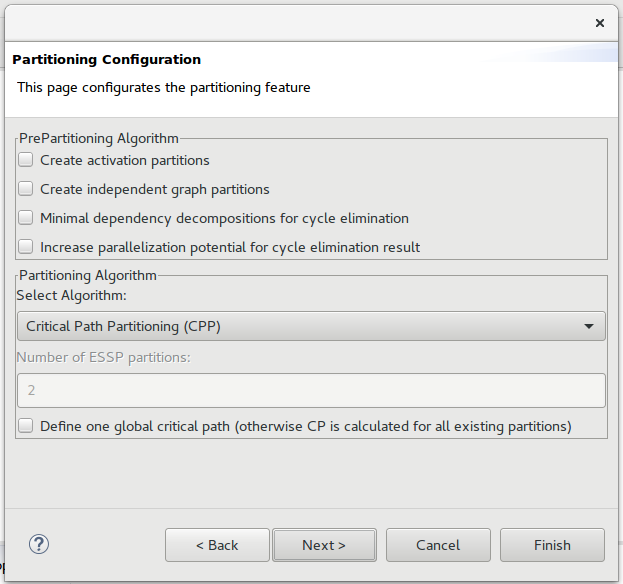 Partitioning Configuration
This page configurates the partitioning feature
PrePartitioning Algorithm
Create activation partitions
Create independent graph partitions
Minimal dependency decompositions for cycle elimination
Increase parallelization potential for cycle elimination result
Partitioning Algorithm
Select Algorithm:
Critical Path Partitioning (CPP)
Number of ESSP partitions:
2
Define one global critical path (otherwise CP is calculated for all existing partitions)
? < Back Next > Cancel Finish